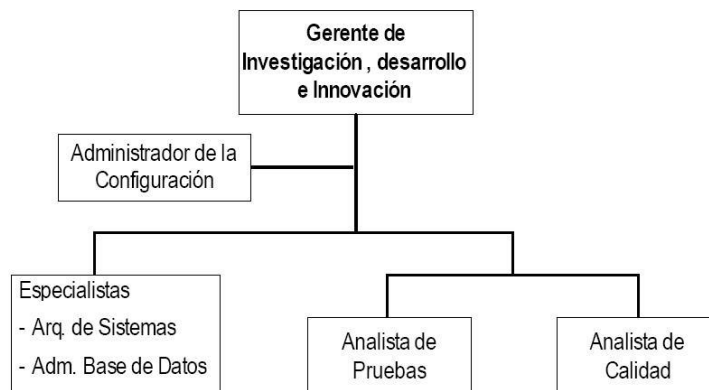 Gerente de
Investigación , desarrollo
e Innovación
Administrador de la
Configuración
Especialistas
- Arq. de Sistemas
- Adm. Base de Datos
Analista de
Pruebas
Analista de
Calidad